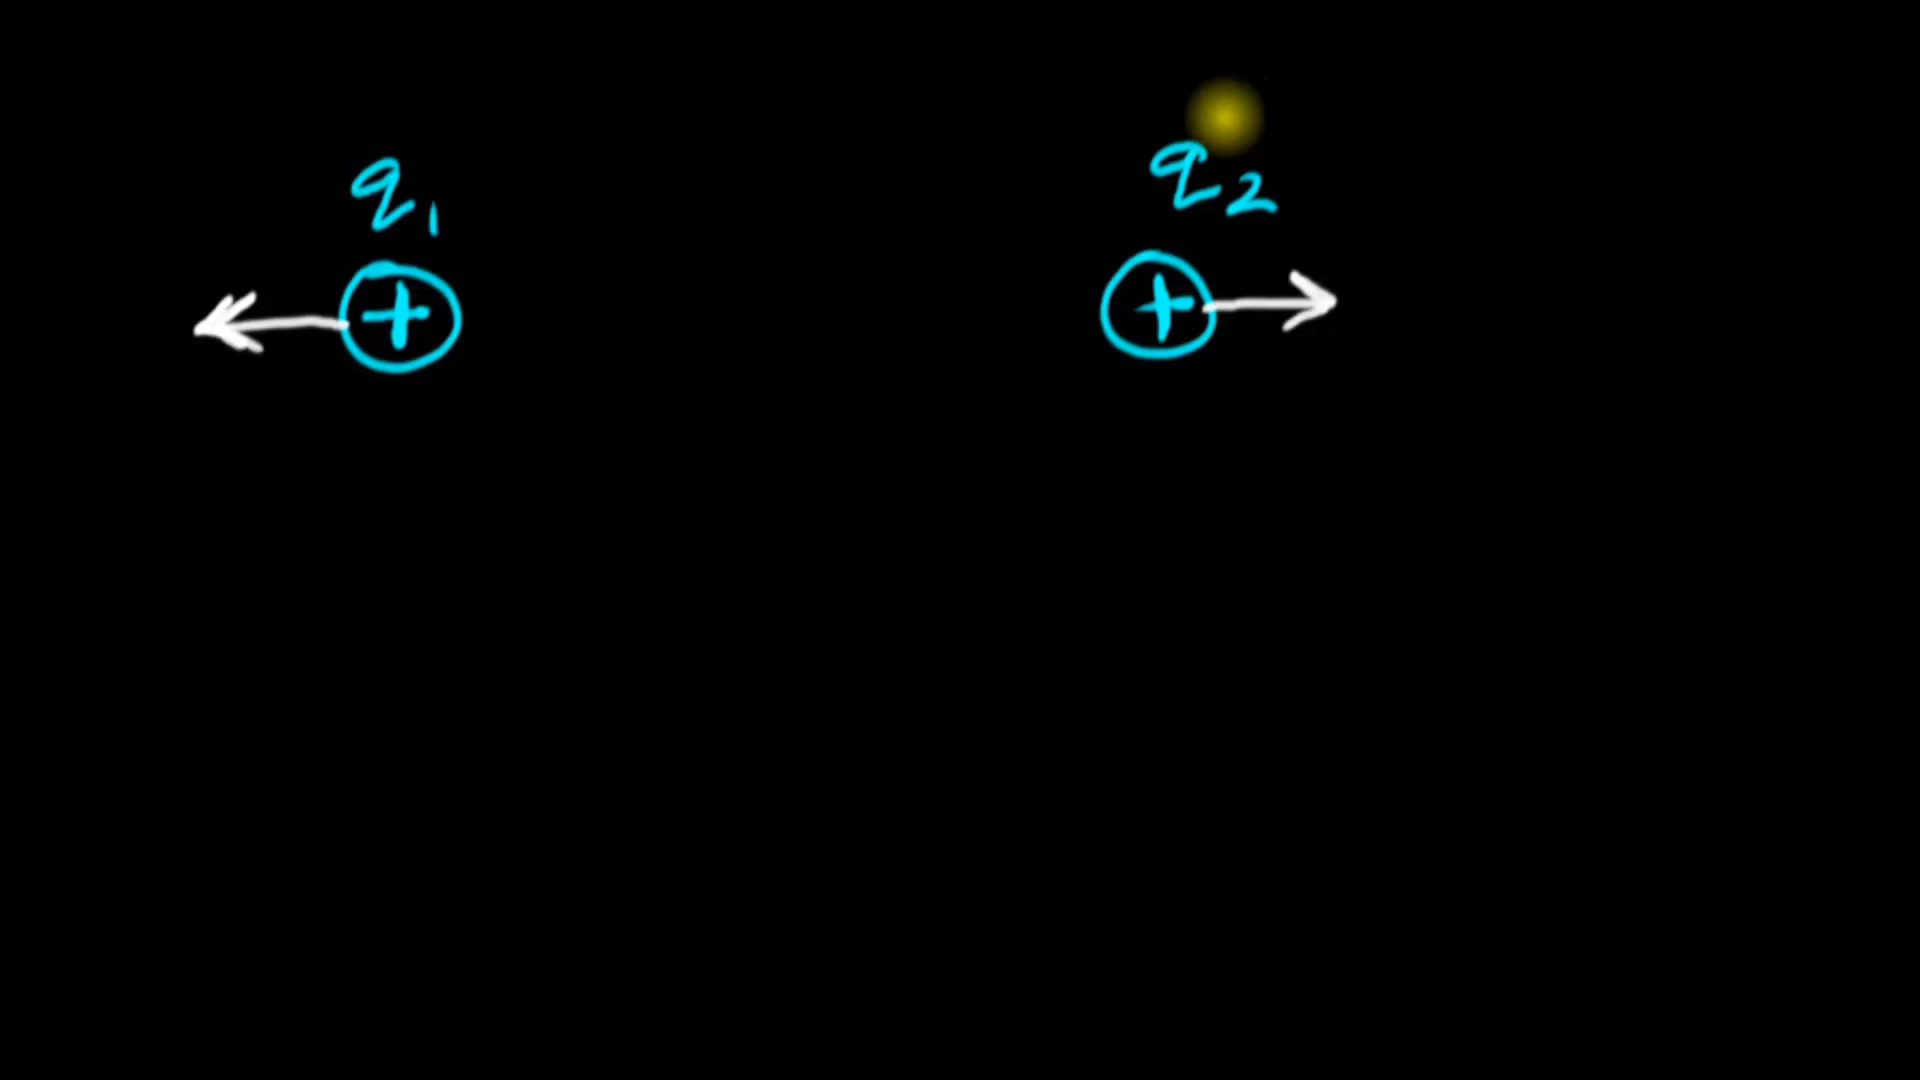 q₁ q₂
+ +